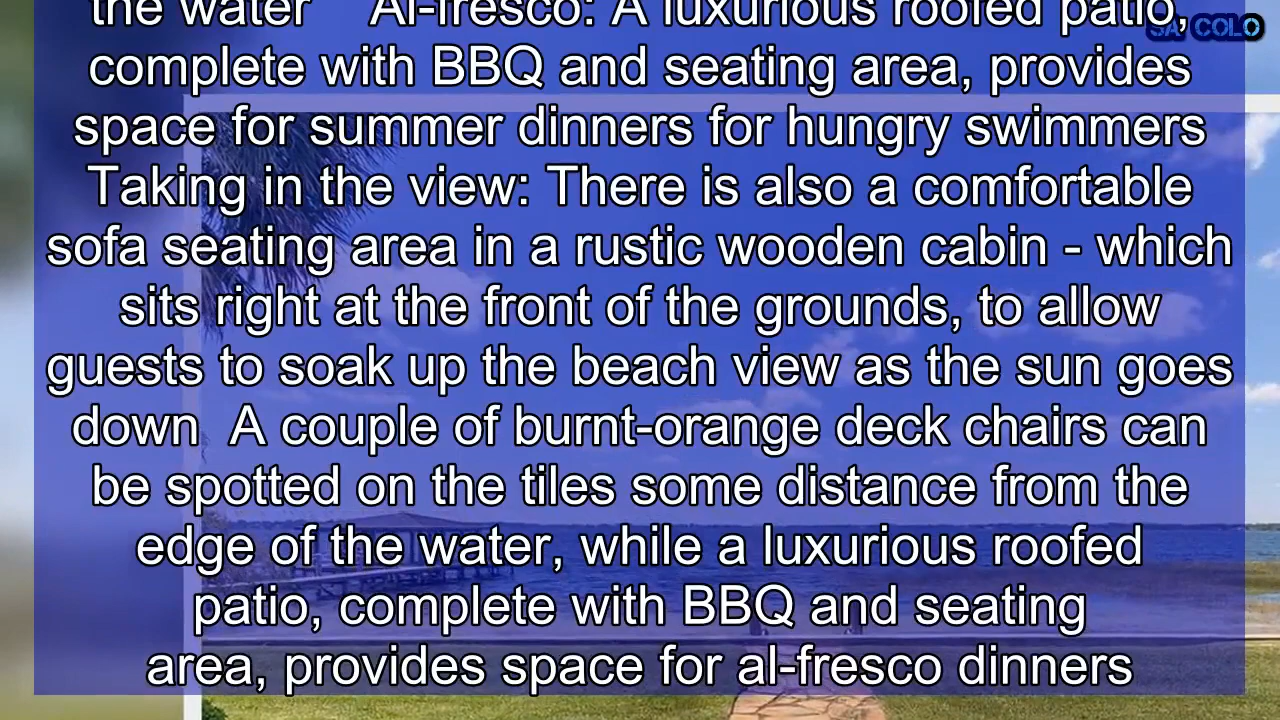 the water Al-fresco: A luxurious roofed patio,
SA COLO
complete with BBQ and seating area, provides
space for summer dinners for hungry swimmers
Taking in the view: There is also a comfortable
sofa seating area in a rustic wooden cabin - which
sits right at the front of the grounds, to allow
guests to soak up the beach view as the sun goes
down A couple of burnt-orange deck chairs can
be spotted on the tiles some distance from the
edge of the water, while a luxurious roofed
patio, complete with BBQ and seating
area, provides space for al-fresco dinners